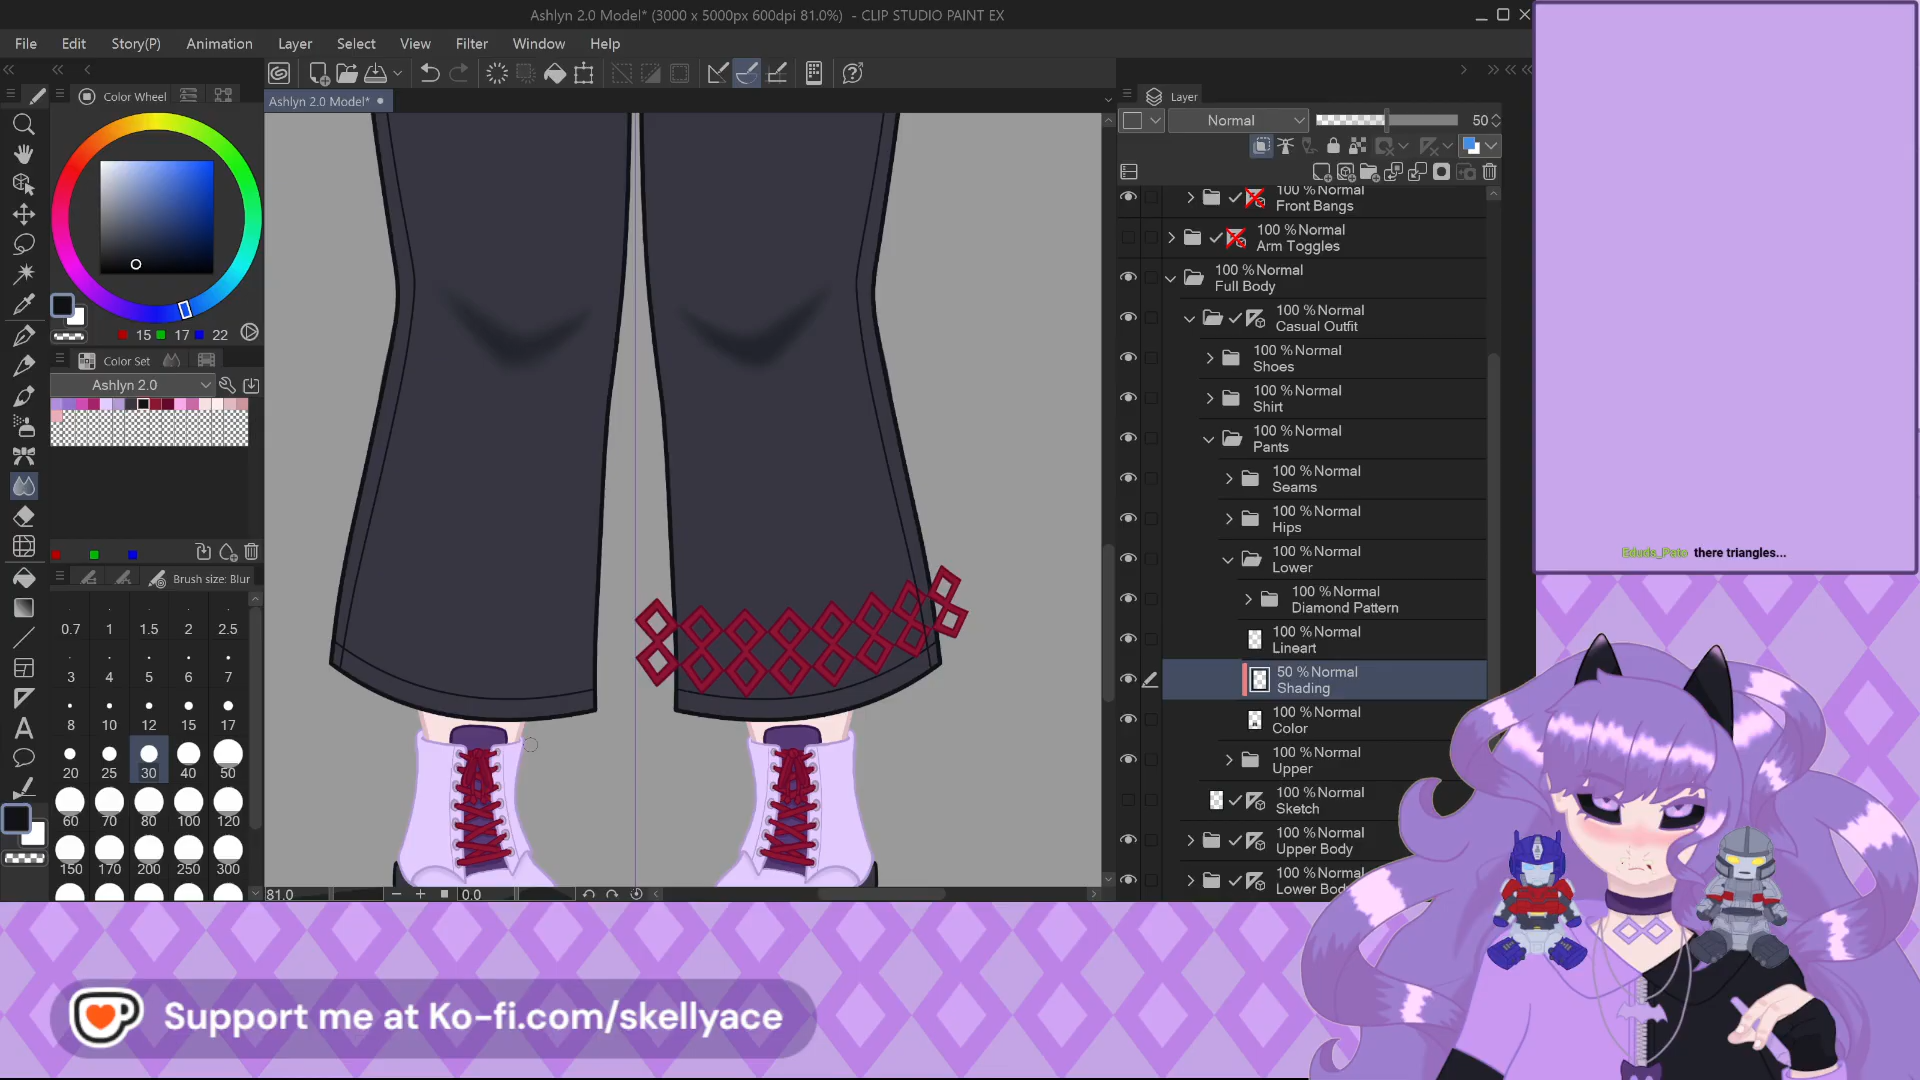 Ashlyn 2.0 Model* (3000 x 5000px 600dpi 81.0%) - CLIP STUDIO PAINT EX
File Edit Story(P) Animation Layer Select View Filter Window Help
Color Wheel
Ashlyn 2.0 Model*
Layer
Normal 50
100 %Normal
Front Bangs
100 %Normal
Arm Toggles
100 %Normal
Full Body
100 %Normal
Casual Outfit
100 %Normal
Shoes
100 %Normal
Shirt
100 %Normal
Pants
100 %Normal
Seams
100 %Normal
Hips
100 %Normal
Lower
100 %Normal
Diamond Pattern
100 %Normal
Lineart
50 %Normal
Shading
100 %Normal
Color
100 %Normal
Upper
100 %Normal
Sketch
100 %Normal
Upper Body
100 %Normal
Lower Body
15 17 22
Color Set
Ashlyn 2.0
Brush size: Blur
0.7 1 1.5 2 2.5
3 4 5 6 7
8 10 12 15 17
20 25 30 40 50
60 70 80 100 120
150 170 200 250 300
81.0 0.0
Eduds_Pato there triangles...
Support me at Ko-fi.com/skellyace